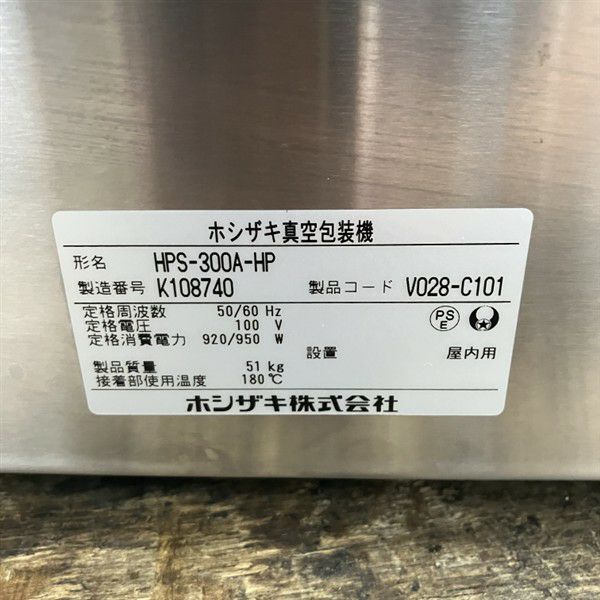 ホシザキ真空包装機
形名 HPS-300A-HP
製造番号 K108740 製品コード V028-C101
定格周波数 50/60 Hz
定格電圧 100 V
定格消費電力 920/950 W
PS E
設置 屋内用
製品質量 51 kg
接着部使用温度 180℃
ホシザキ株式会社